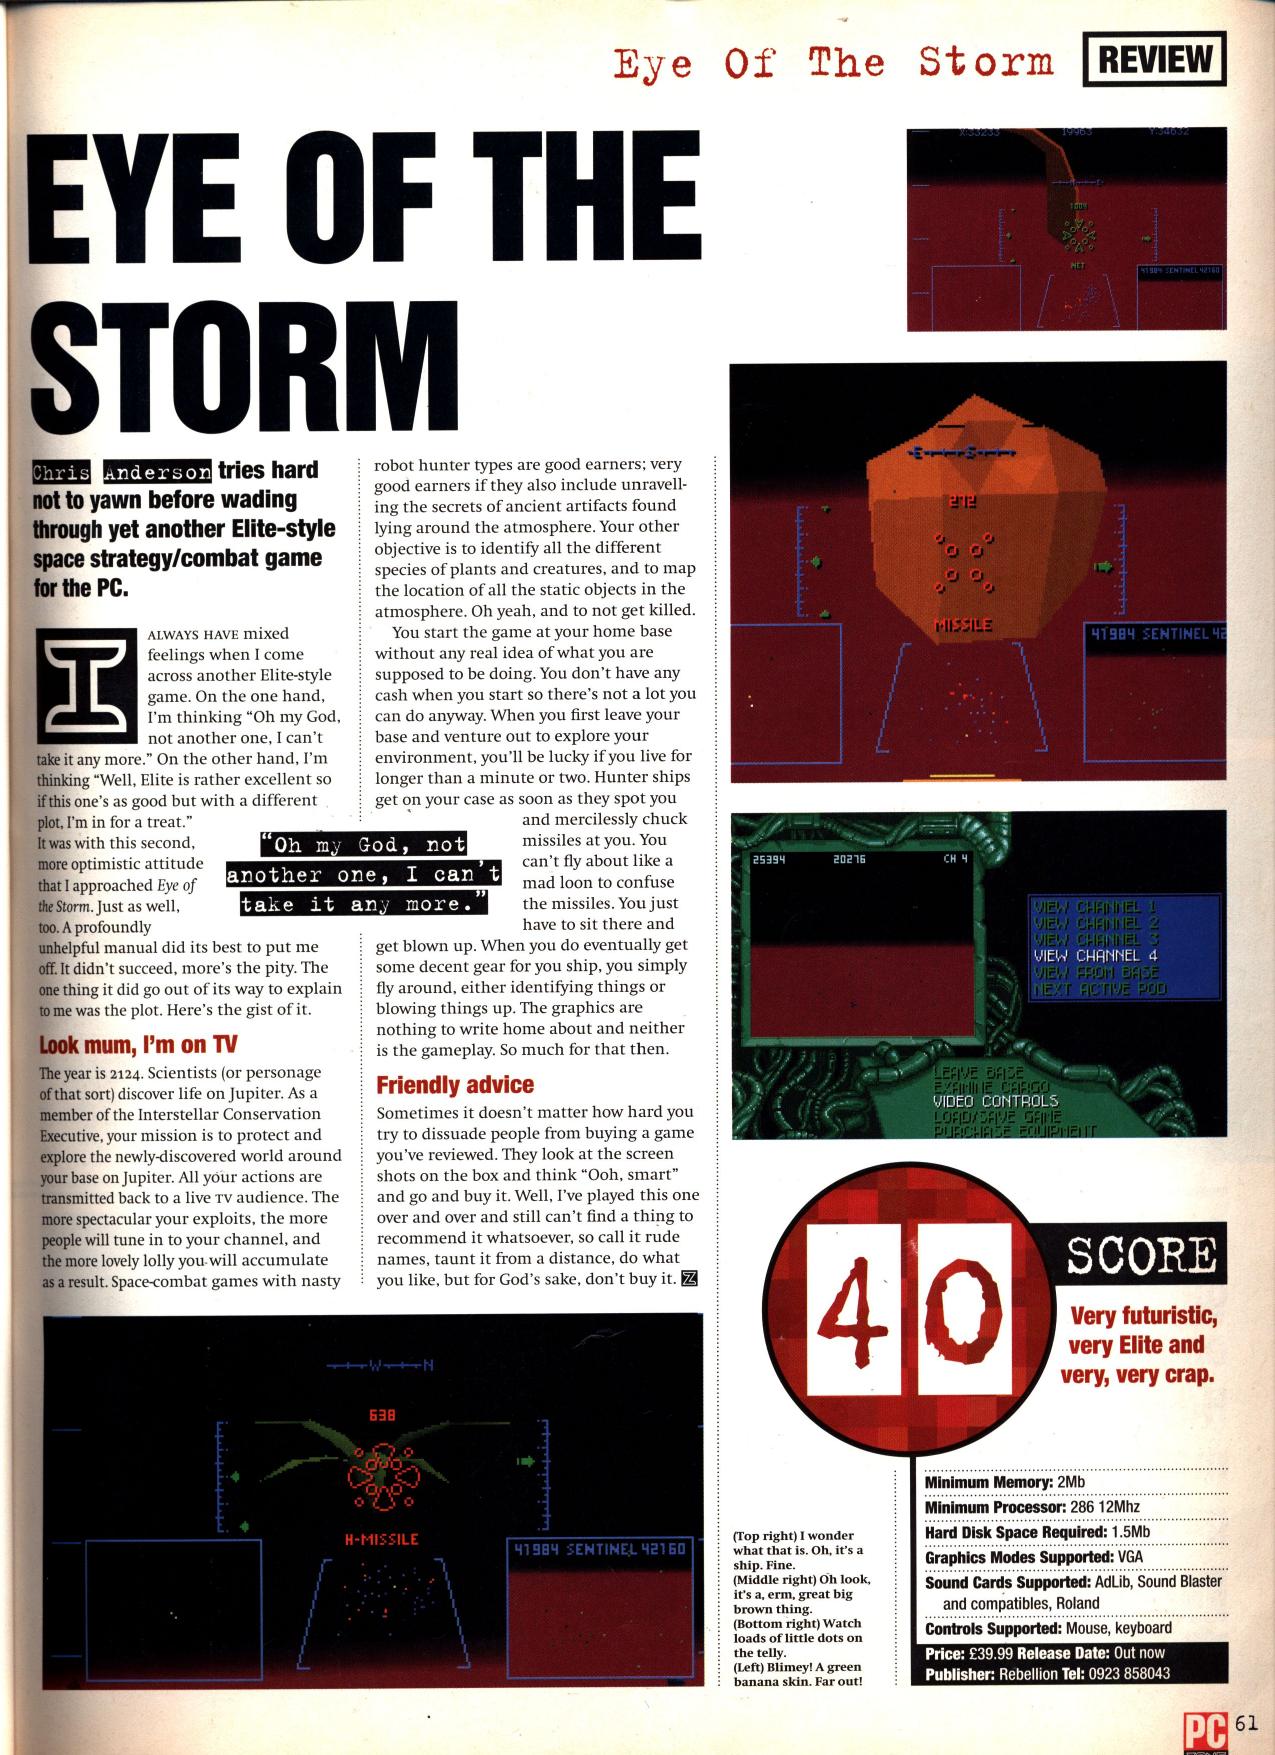 Eye Of The Storm REVIEW
EYE OF THE
STORM
Chris Anderson tries hard
not to yawn before wading
through yet another Elite-style
space strategy/combat game
for the PC.
I ALWAYS HAVE mixed
feelings when I come
across another Elite-style
game. On the one hand,
I'm thinking "Oh my God,
not another one, I can't
take it any more." On the other hand, I'm
thinking "Well, Elite is rather excellent so
if this one's as good but with a different
plot, I'm in for a treat."
It was with this second,
more optimistic attitude
that I approached Eye of
the Storm. Just as well,
too. A profoundly
unhelpful manual did its best to put me
off. It didn't succeed, more's the pity. The
one thing it did go out of its way to explain
to me was the plot. Here's the gist of it.
Look mum, I'm on TV
The year is 2124. Scientists (or personage
of that sort) discover life on Jupiter. As a
member of the Interstellar Conservation
Executive, your mission is to protect and
explore the newly-discovered world around
your base on Jupiter. All your actions are
transmitted back to a live TV audience. The
more spectacular your exploits, the more
people will tune in to your channel, and
the more lovely lolly you will accumulate
as a result. Space-combat games with nasty
"Oh my God, not
another one, I can't
take it any more."
robot hunter types are good earners; very
good earners if they also include unravell-
ing the secrets of ancient artifacts found
lying around the atmosphere. Your other
objective is to identify all the different
species of plants and creatures, and to map
the location of all the static objects in the
atmosphere. Oh yeah, and to not get killed.
You start the game at your home base
without any real idea of what you are
supposed to be doing. You don't have any
cash when you start so there's not a lot you
can do anyway. When you first leave your
base and venture out to explore your
environment, you'll be lucky if you live for
longer than a minute or two. Hunter ships
get on your case as soon as they spot you
and mercilessly chuck
missiles at you. You
can't fly about like a
mad loon to confuse
the missiles. You just
have to sit there and
get blown up. When you do eventually get
some decent gear for you ship, you simply
fly around, either identifying things or
blowing things up. The graphics are
nothing to write home about and neither
is the gameplay. So much for that then.
Friendly advice
Sometimes it doesn't matter how hard you
try to dissuade people from buying a game
you've reviewed. They look at the screen
shots on the box and think "Ooh, smart"
and go and buy it. Well, I've played this one
over and over and still can't find a thing to
recommend it whatsoever, so call it rude
names, taunt it from a distance, do what
you like, but for God's sake, don't buy it. Z
X:33233 19963 Y:34632
NET
41984 SENTINEL 42160
E S
272
MISSILE
41984 SENTINEL 42
25394 20276 CH 4
VIEW CHANNEL 1
VIEW CHANNEL 2
VIEW CHANNEL 3
VIEW CHANNEL 4
VIEW FROM BASE
NEXT ACTIVE POD
LEAVE BASE
EXAMINE CARGO
VIDEO CONTROLS
LOAD/SAVE GAME
PURCHASE EQUIPMENT
W N
638
H-MISSILE
41984 SENTINEL 42160
40
SCORE
Very futuristic,
very Elite and
very, very crap.
(Top right) I wonder
what that is. Oh, it's a
ship. Fine.
(Middle right) Oh look,
it's a, erm, great big
brown thing.
(Bottom right) Watch
loads of little dots on
the telly.
(Left) Blimey! A green
banana skin. Far out!
Minimum Memory: 2Mb
Minimum Processor: 286 12Mhz
Hard Disk Space Required: 1.5Mb
Graphics Modes Supported: VGA
Sound Cards Supported: AdLib, Sound Blaster
and compatibles, Roland
Controls Supported: Mouse, keyboard
Price: £39.99 Release Date: Out now
Publisher: Rebellion Tel: 0923 858043
PC 61